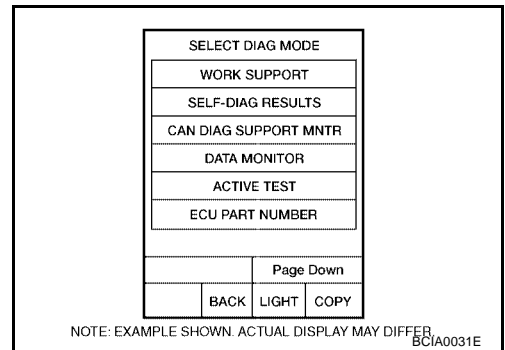 SELECT DIAG MODE
WORK SUPPORT
SELF-DIAG RESULTS
CAN DIAG SUPPORT MNTR
DATA MONITOR
ACTIVE TEST
ECU PART NUMBER
Page Down
BACK LIGHT COPY
NOTE: EXAMPLE SHOWN. ACTUAL DISPLAY MAY DIFFER.
BCIA0031E